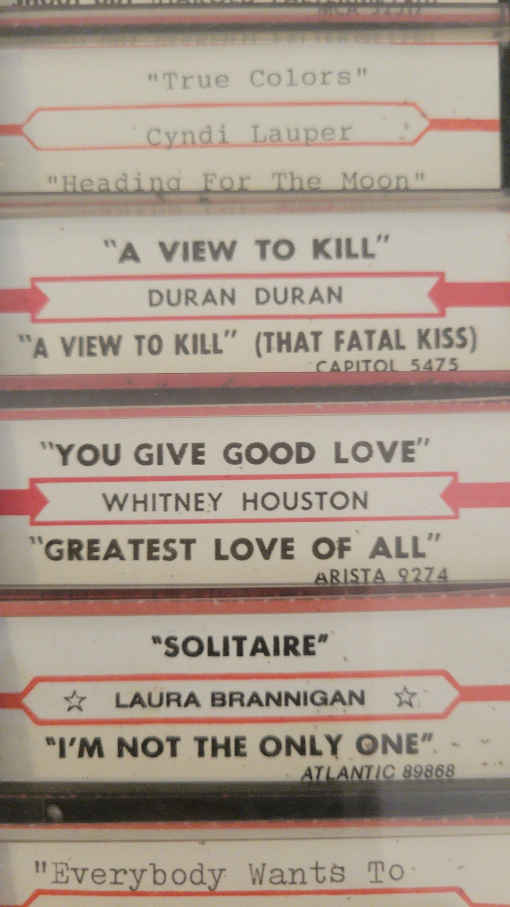 "True Colors"
Cyndi Lauper
"Heading For The Moon"
"A VIEW TO KILL"
DURAN DURAN
"A VIEW TO KILL" (THAT FATAL KISS)
CAPITOL 5475
"YOU GIVE GOOD LOVE"
WHITNEY HOUSTON
"GREATEST LOVE OF ALL"
ARISTA 9274
"SOLITAIRE"
☆ LAURA BRANNIGAN ☆
"I'M NOT THE ONLY ONE"
ATLANTIC 89868
"Everybody Wants To